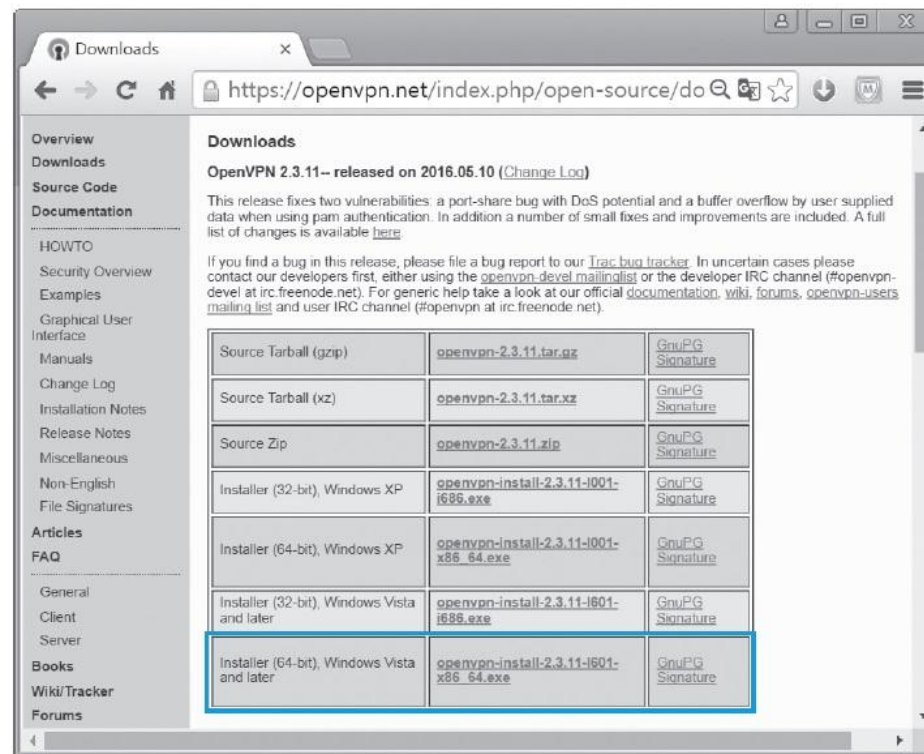 Downloads
https://openvpn.net/index.php/open-source/do
Overview
Downloads
Source Code
Documentation
HOWTO
Security Overview
Examples
Graphical User
Interface
Manuals
Change Log
Installation Notes
Release Notes
Miscellaneous
Non-English
File Signatures
Articles
FAQ
General
Client
Server
Books
Wiki/Tracker
Forums
Downloads
OpenVPN 2.3.11-- released on 2016.05.10 (Change Log)
This release fixes two vulnerabilities: a port-share bug with DoS potential and a buffer overflow by user supplied
data when using pam authentication. In addition a number of small fixes and improvements are included. A full
list of changes is available here.
If you find a bug in this release, please file a bug report to our Trac bug tracker. In uncertain cases please
contact our developers first, either using the openvpn-devel mailinglist or the developer IRC channel (#openvpn-
devel at irc.freenode.net). For generic help take a look at our official documentation, wiki, forums, openvpn-users
mailing list and user IRC channel (#openvpn at irc.freenode.net).
Source Tarball (gzip)
openvpn-2.3.11.tar.gz
GnuPG
Signature
Source Tarball (xz)
openvpn-2.3.11.tar.xz
GnuPG
Signature
Source Zip
openvpn-2.3.11.zip
GnuPG
Signature
Installer (32-bit), Windows XP
openvpn-install-2.3.11-I001-
i686.exe
GnuPG
Signature
Installer (64-bit), Windows XP
openvpn-install-2.3.11-I001-
x86_64.exe
GnuPG
Signature
Installer (32-bit), Windows Vista
and later
openvpn-install-2.3.11-I601-
i686.exe
GnuPG
Signature
Installer (64-bit), Windows Vista
and later
openvpn-install-2.3.11-I601-
x86_64.exe
GnuPG
Signature